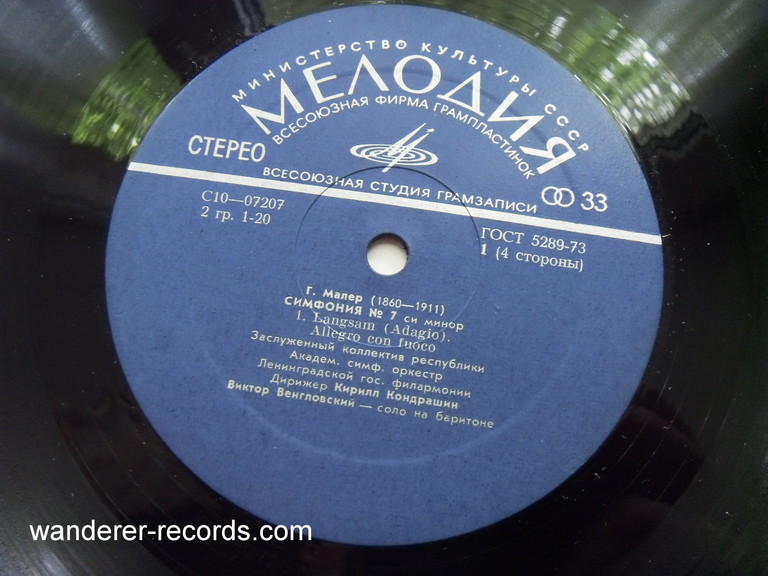 МИНИСТЕРСТВО КУЛЬТУРЫ СССР
МЕЛОДИЯ
ВСЕСОЮЗНАЯ ФИРМА ГРАМПЛАСТИНОК
СТЕРЕО
ВСЕСОЮЗНАЯ СТУДИЯ ГРАМЗАПИСИ
33
С10—07207
2 гр. 1-20
ГОСТ 5289-73
1 (4 стороны)
Г. Малер (1860—1911)
СИМФОНИЯ № 7 си минор
1. Langsam (Adagio).
Allegro con fuoco
Заслуженный коллектив республики
Академ. симф. оркестр
Ленинградской гос. филармонии
Дирижер Кирилл Кондрашин
Виктор Венгловский — соло на баритоне
wanderer-records.com